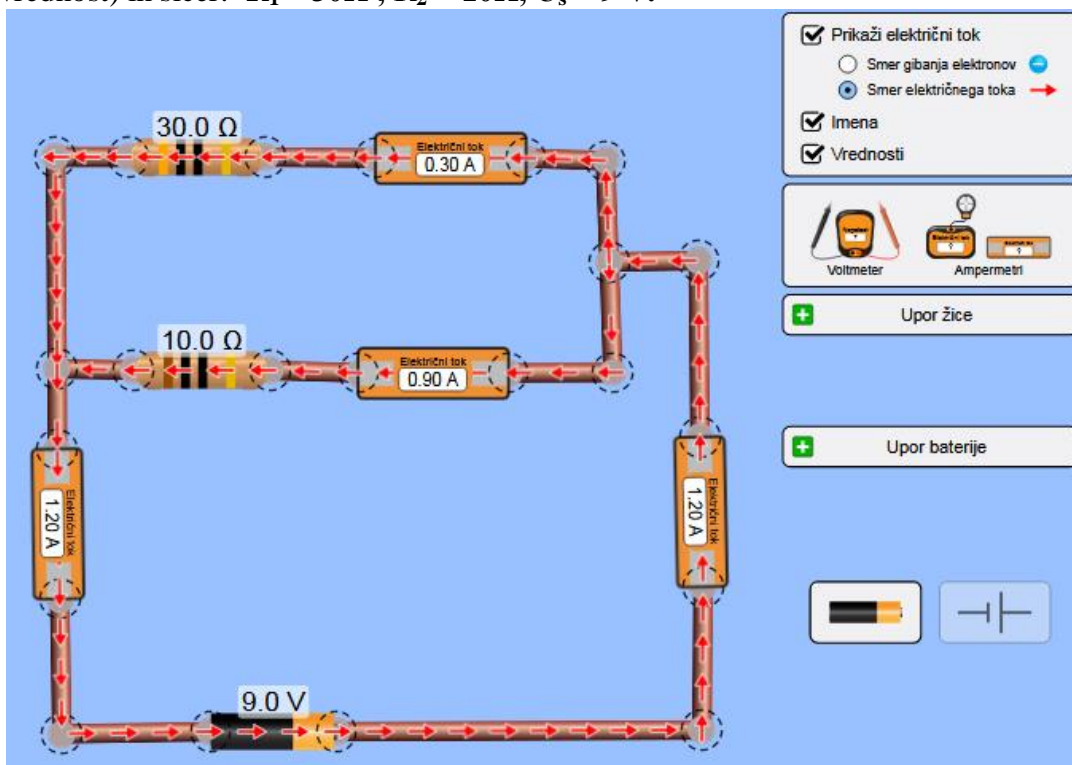 Prikaži električni tok
Smer gibanja elektronov
Smer električnega toka
Imena
Vrednosti
Voltmeter
Ampermetri
Upor žice
Upor baterije
30.0 Ω
Električni tok
0.30 A
10.0 Ω
Električni tok
0.90 A
Električni tok
1.20 A
Električni tok
1.20 A
9.0 V